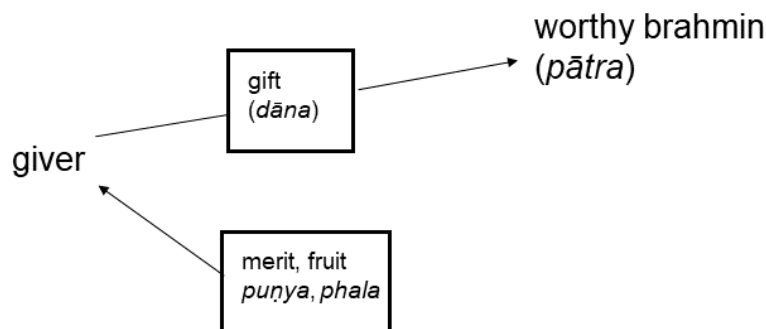 worthy brahmin
(pātra)
gift
(dāna)
giver
merit, fruit
puṇya, phala